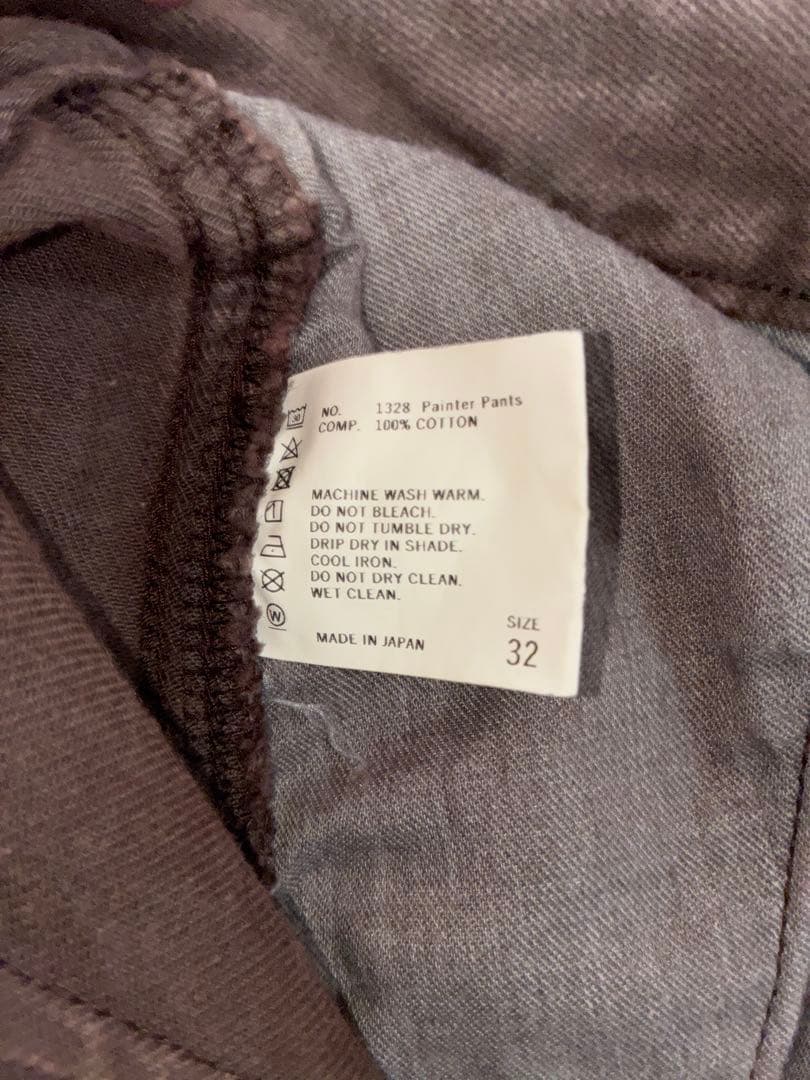 NO. 1328 Painter Pants
COMP. 100% COTTON
30
MACHINE WASH WARM.
DO NOT BLEACH.
DO NOT TUMBLE DRY.
DRIP DRY IN SHADE.
COOL IRON.
DO NOT DRY CLEAN.
WET CLEAN.
W
MADE IN JAPAN
SIZE
32